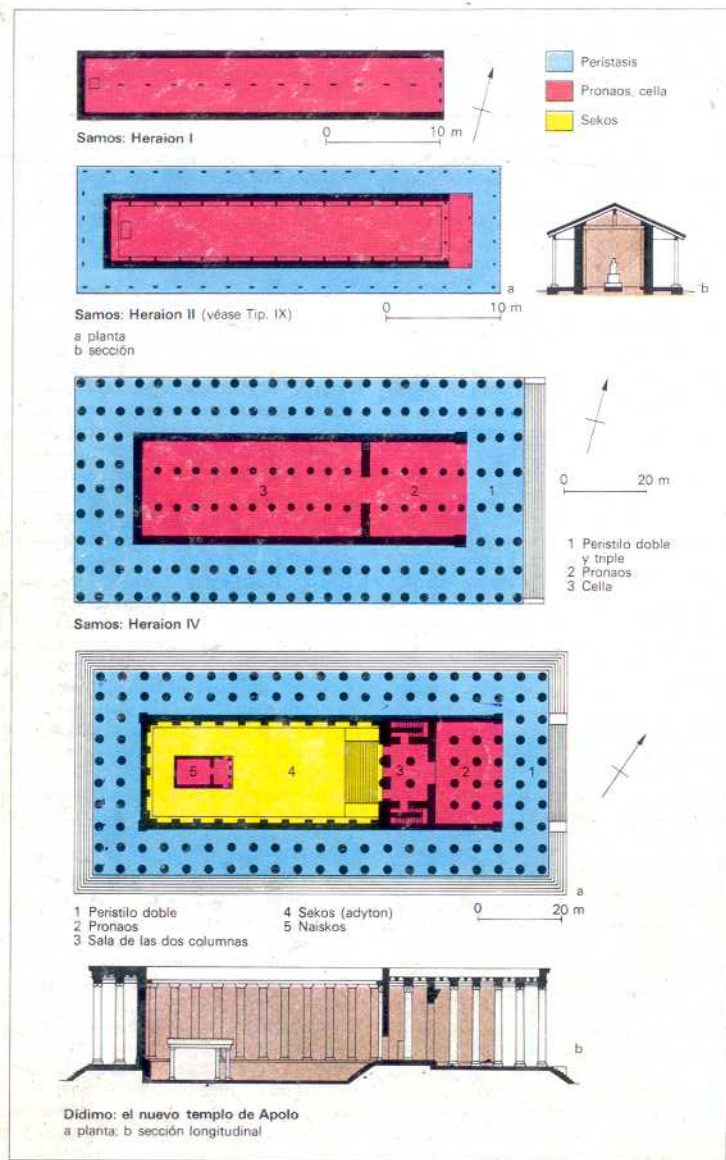 Perístasis
Pronaos, cella
Sekos
Samos: Heraion I
0 10 m
a
b
Samos: Heraion II (véase Tip. IX)
0 10 m
a planta
b sección
3 2 1
0 20 m
1 Peristilo doble
y triple
2 Pronaos
3 Cella
Samos: Heraion IV
5 4 3 2 1
a
1 Peristilo doble
2 Pronaos
3 Sala de las dos columnas
4 Sekos (adyton)
5 Naiskos
0 20 m
b
Dídimo: el nuevo templo de Apolo
a planta; b sección longitudinal